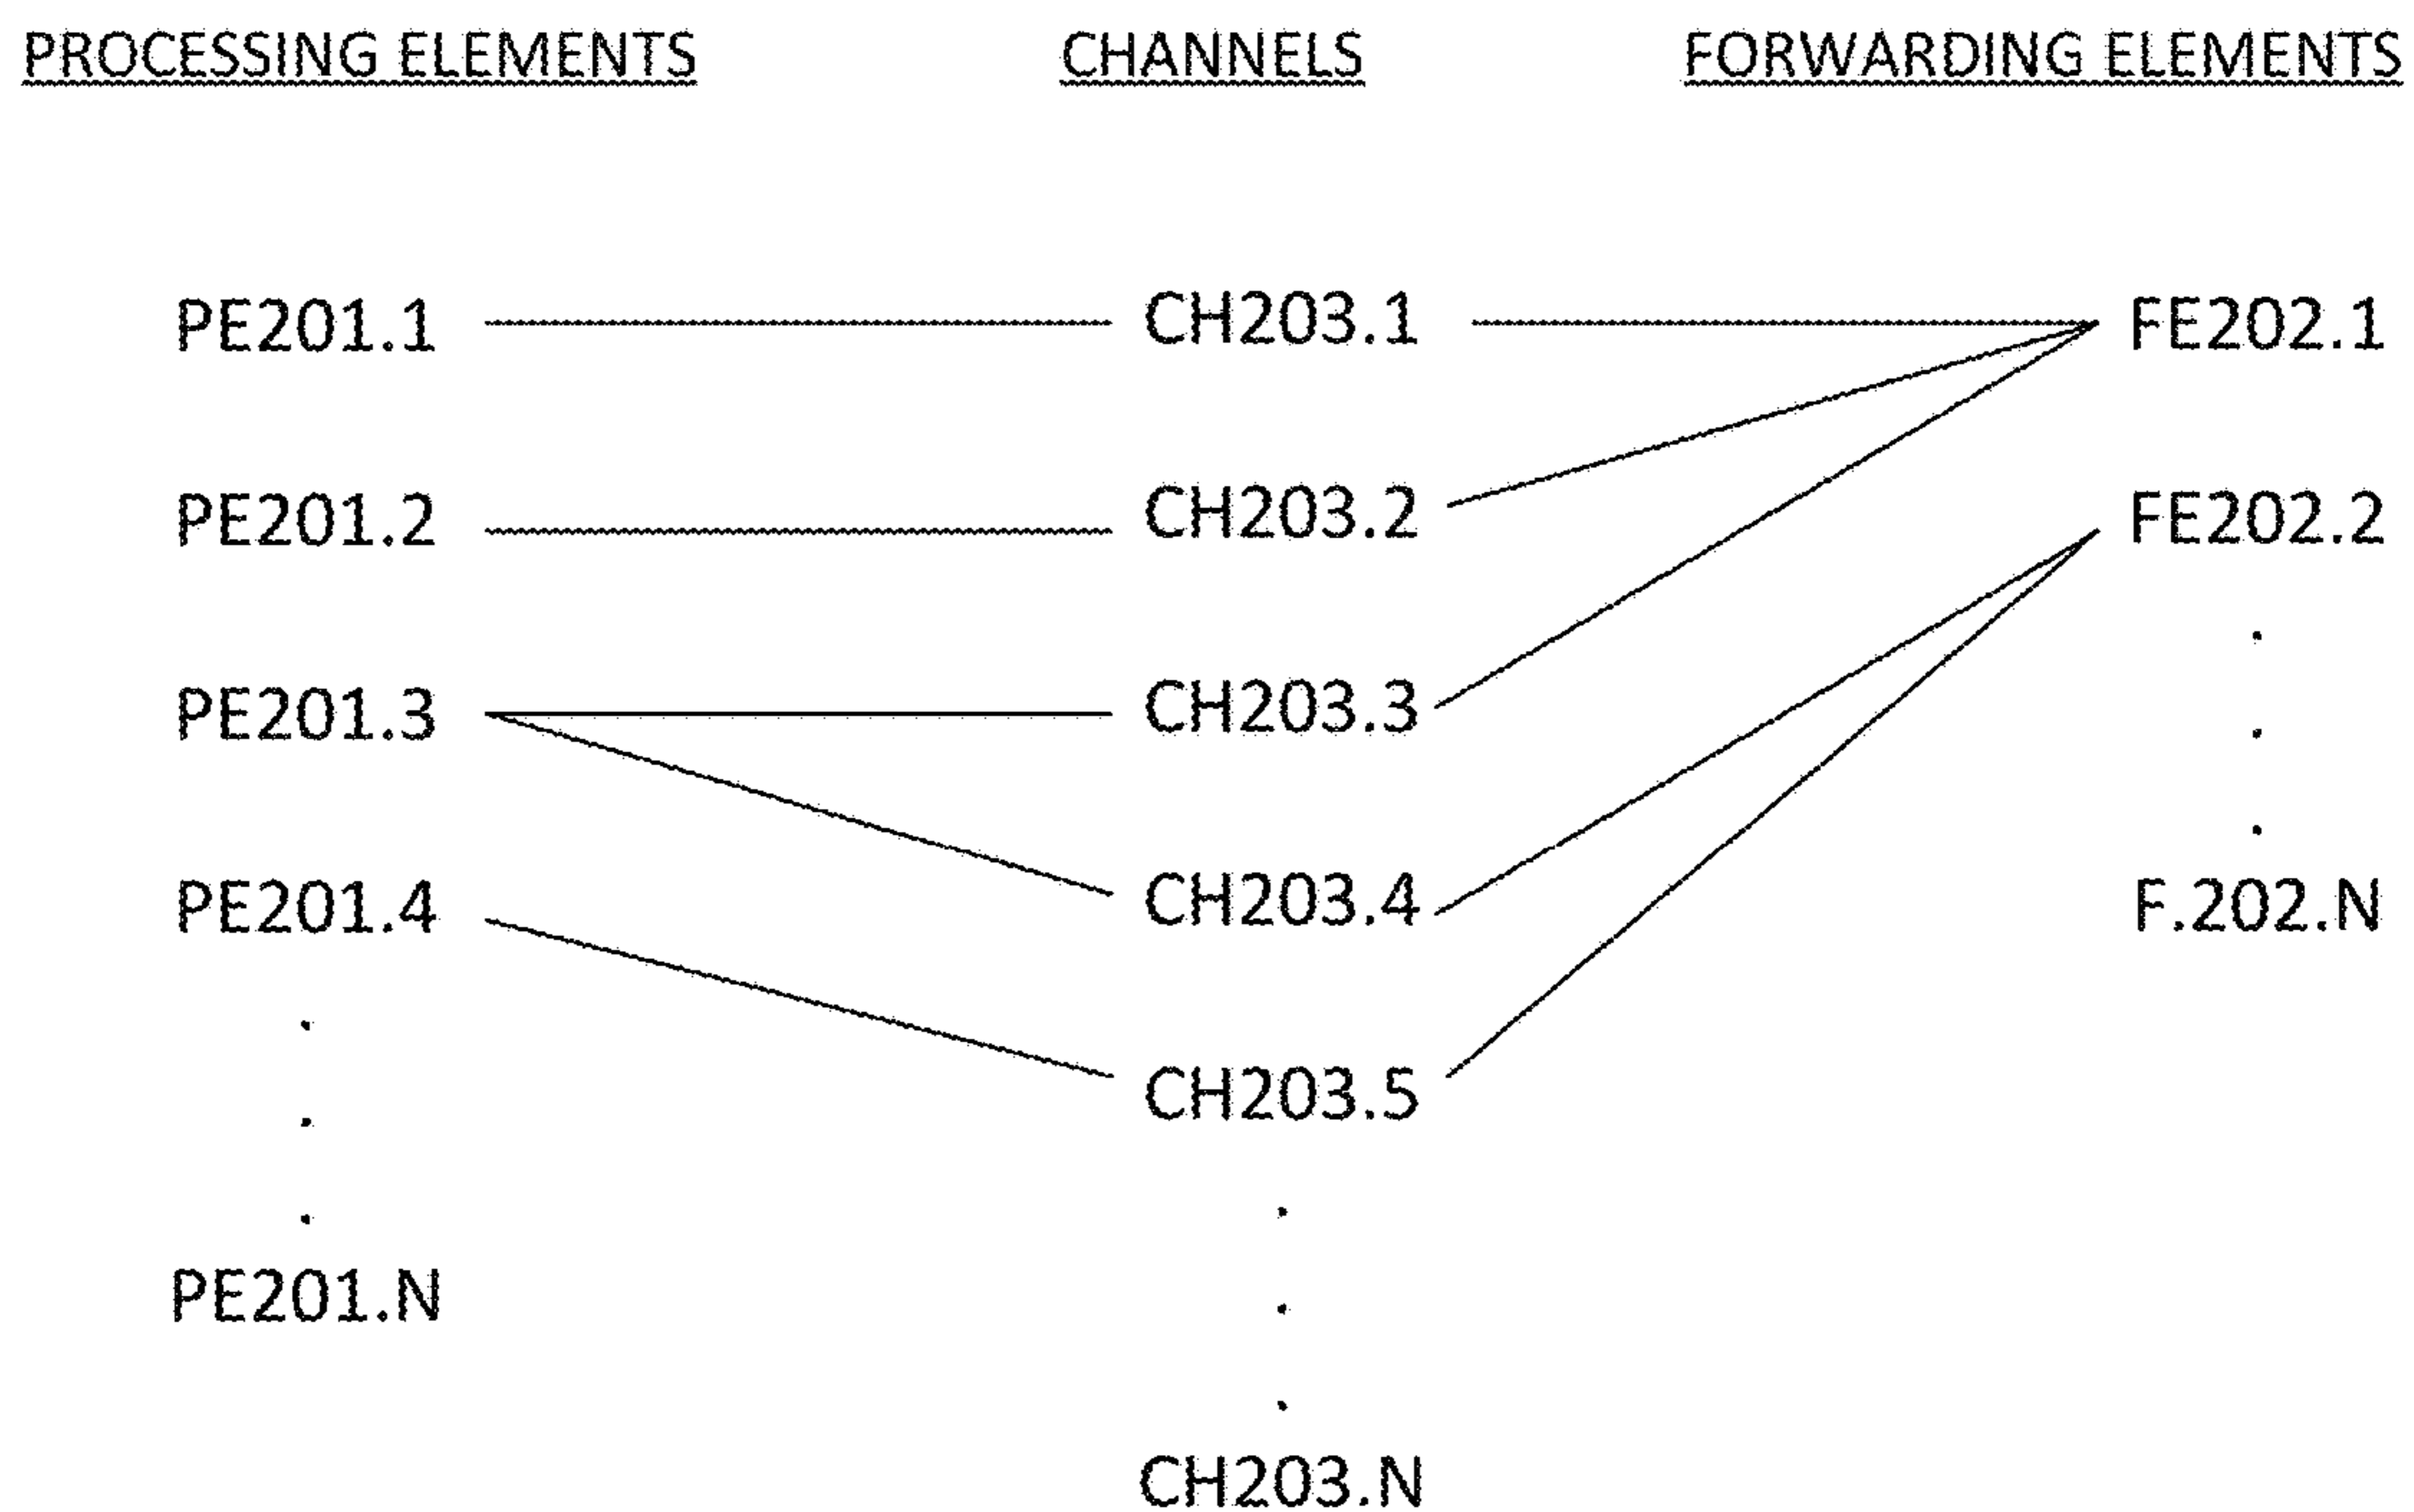 PROCESSING ELEMENTS CHANNELS FORWARDING ELEMENTS
PE201.1 CH203.1 FE202.1
PE201.2 CH203.2 FE202.2
PE201.3 CH203.3
PE201.4 CH203.4 F.202.N
CH203.5
PE201.N
CH203.N